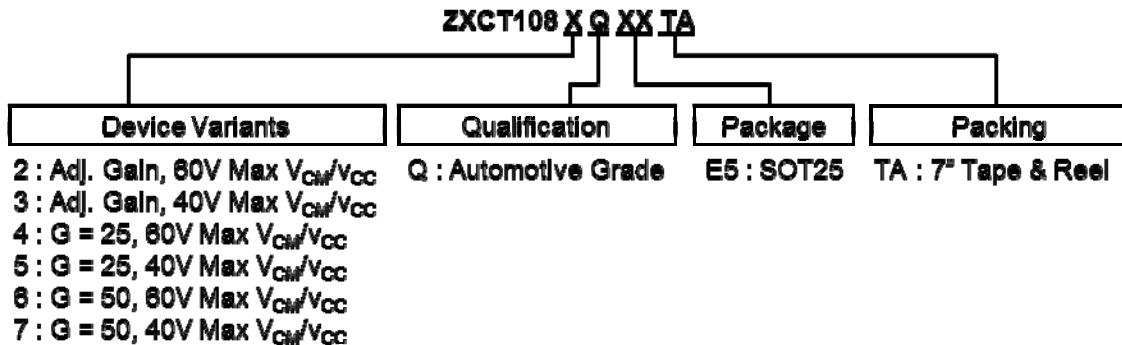 ZXCT108 X Q XX TA
Device Variants
2 : Adj. Gain, 60V Max VCM/vCC
3 : Adj. Gain, 40V Max VCM/vCC
4 : G = 25, 60V Max VCM/vCC
5 : G = 25, 40V Max VCM/vCC
6 : G = 50, 60V Max VCM/vCC
7 : G = 50, 40V Max VCM/vCC
Qualification
Q : Automotive Grade
Package
E5 : SOT25
Packing
TA : 7" Tape & Reel